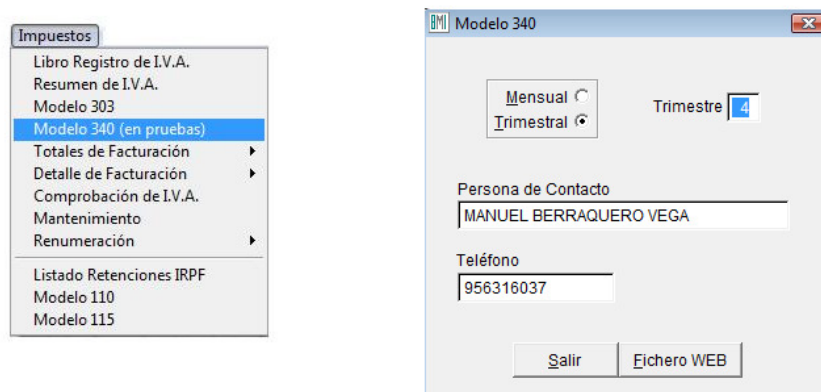 Impuestos
Libro Registro de I.V.A.
Resumen de I.V.A.
Modelo 303
Modelo 340 (en pruebas)
Totales de Facturación
Detalle de Facturación
Comprobación de I.V.A.
Mantenimiento
Renumeración
Listado Retenciones IRPF
Modelo 110
Modelo 115
BMI Modelo 340
Mensual
Trimestral
Trimestre 4
Persona de Contacto
MANUEL BERRAQUERO VEGA
Teléfono
956316037
Salir Fichero WEB